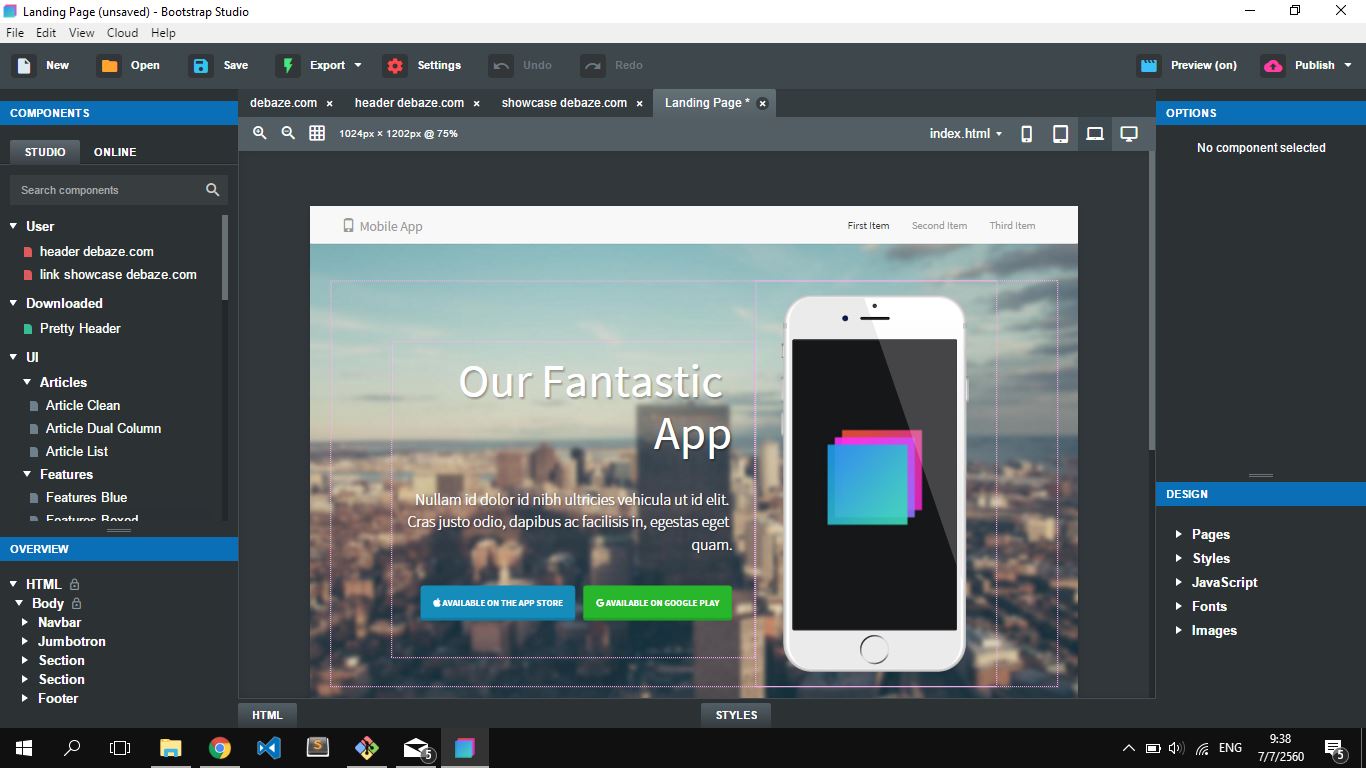 Landing Page (unsaved) - Bootstrap Studio
File Edit View Cloud Help
New Open Save Export Settings Undo Redo Preview (on) Publish
COMPONENTS
STUDIO ONLINE
Search components
User
header debaze.com
link showcase debaze.com
Downloaded
Pretty Header
UI
Articles
Article Clean
Article Dual Column
Article List
Features
Features Blue
Features Boxed
OVERVIEW
HTML
Body
Navbar
Jumbotron
Section
Section
Footer
debaze.com × header debaze.com × showcase debaze.com × Landing Page * ×
1024px × 1202px @ 75% index.html
Mobile App First Item Second Item Third Item
Our Fantastic
App
Nullam id dolor id nibh ultricies vehicula ut id elit.
Cras justo odio, dapibus ac facilisis in, egestas eget
quam.
AVAILABLE ON THE APP STORE G AVAILABLE ON GOOGLE PLAY
HTML STYLES
OPTIONS
No component selected
DESIGN
Pages
Styles
JavaScript
Fonts
Images
5 ENG 9:38 5
7/7/2560